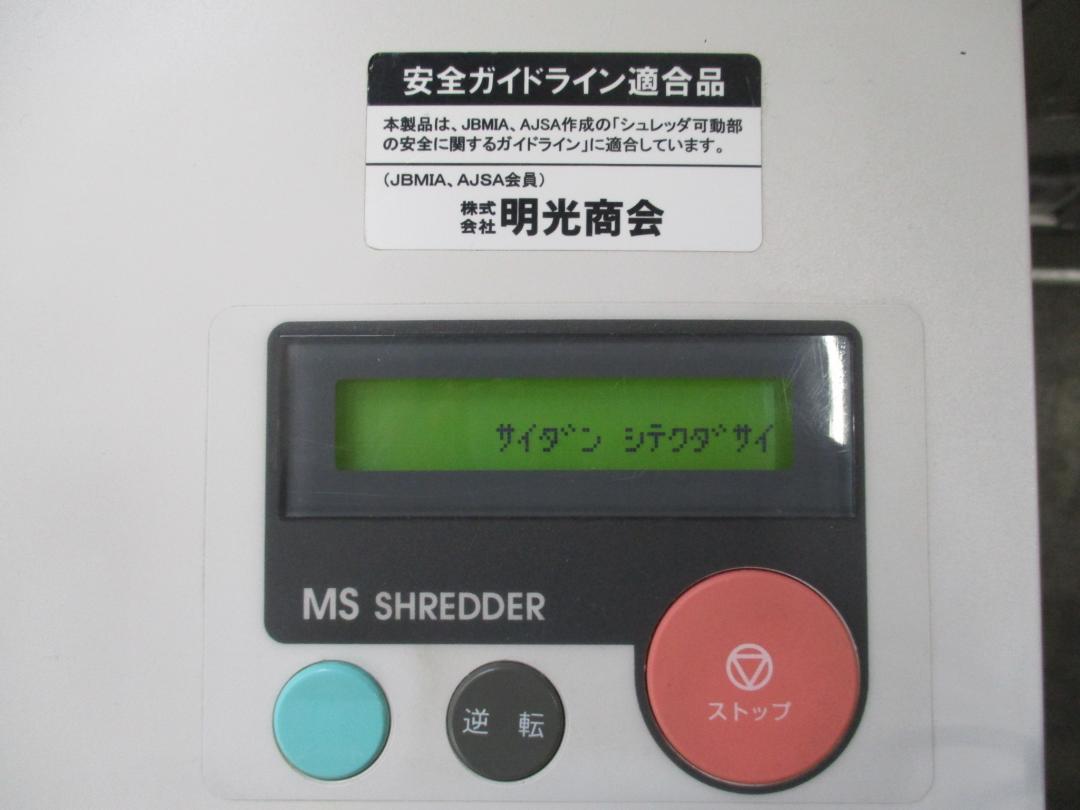 安全ガイドライン適合品
本製品は、JBMIA、AJSA作成の「シュレッダ可動部
の安全に関するガイドライン」に適合しています。
(JBMIA、AJSA会員)
株式会社 明光商会
サイダン シテクダサイ
MS SHREDDER
逆 転
ストップ